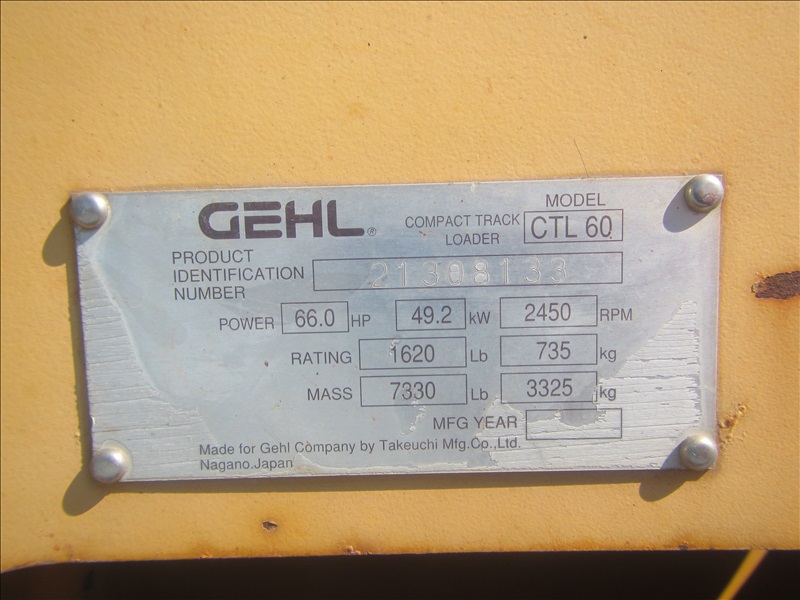 GEHL®
COMPACT TRACK LOADER
MODEL
CTL 60
PRODUCT IDENTIFICATION NUMBER
21308133
POWER 66.0 HP 49.2 kW 2450 RPM
RATING 1620 Lb 735 kg
MASS 7330 Lb 3325 kg
MFG YEAR
Made for Gehl Company by Takeuchi Mfg.Co.,Ltd.
Nagano.Japan